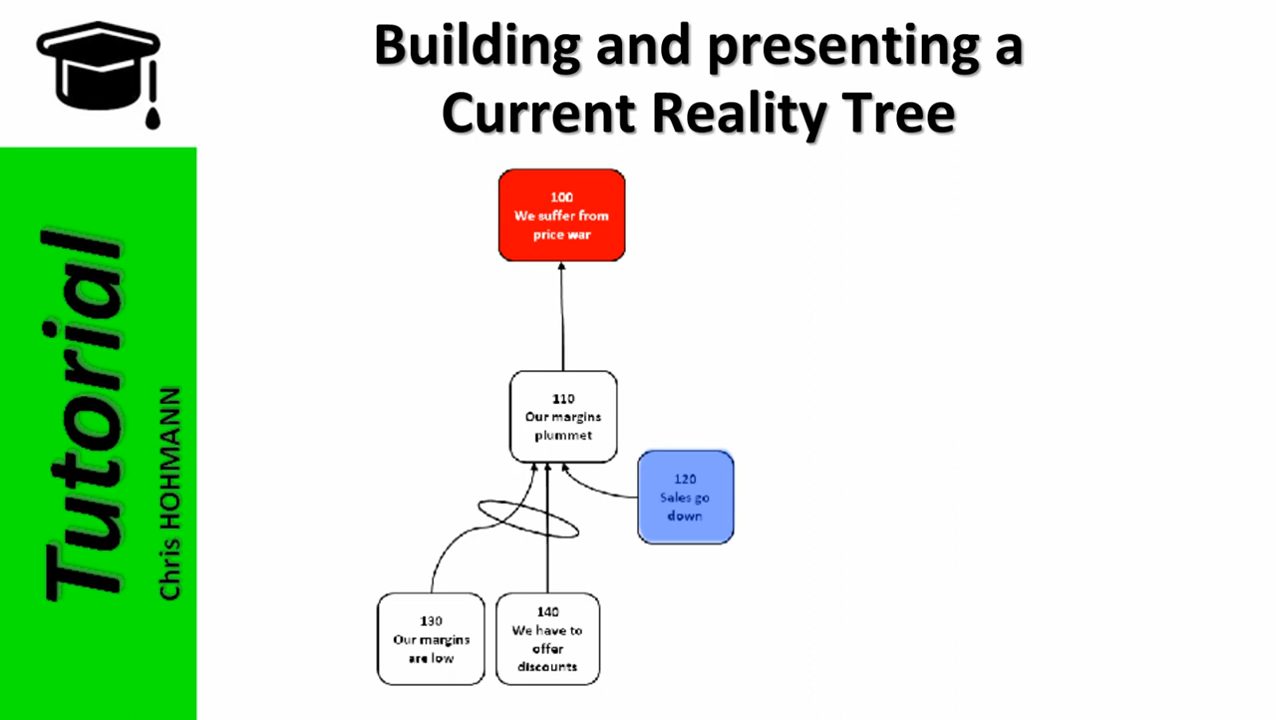 Building and presenting a
Current Reality Tree
Tutorial
Chris HOHMANN
100
We suffer from
price war
110
Our margins
plummet
120
Sales go
down
130
Our margins
are low
140
We have to
offer
discounts